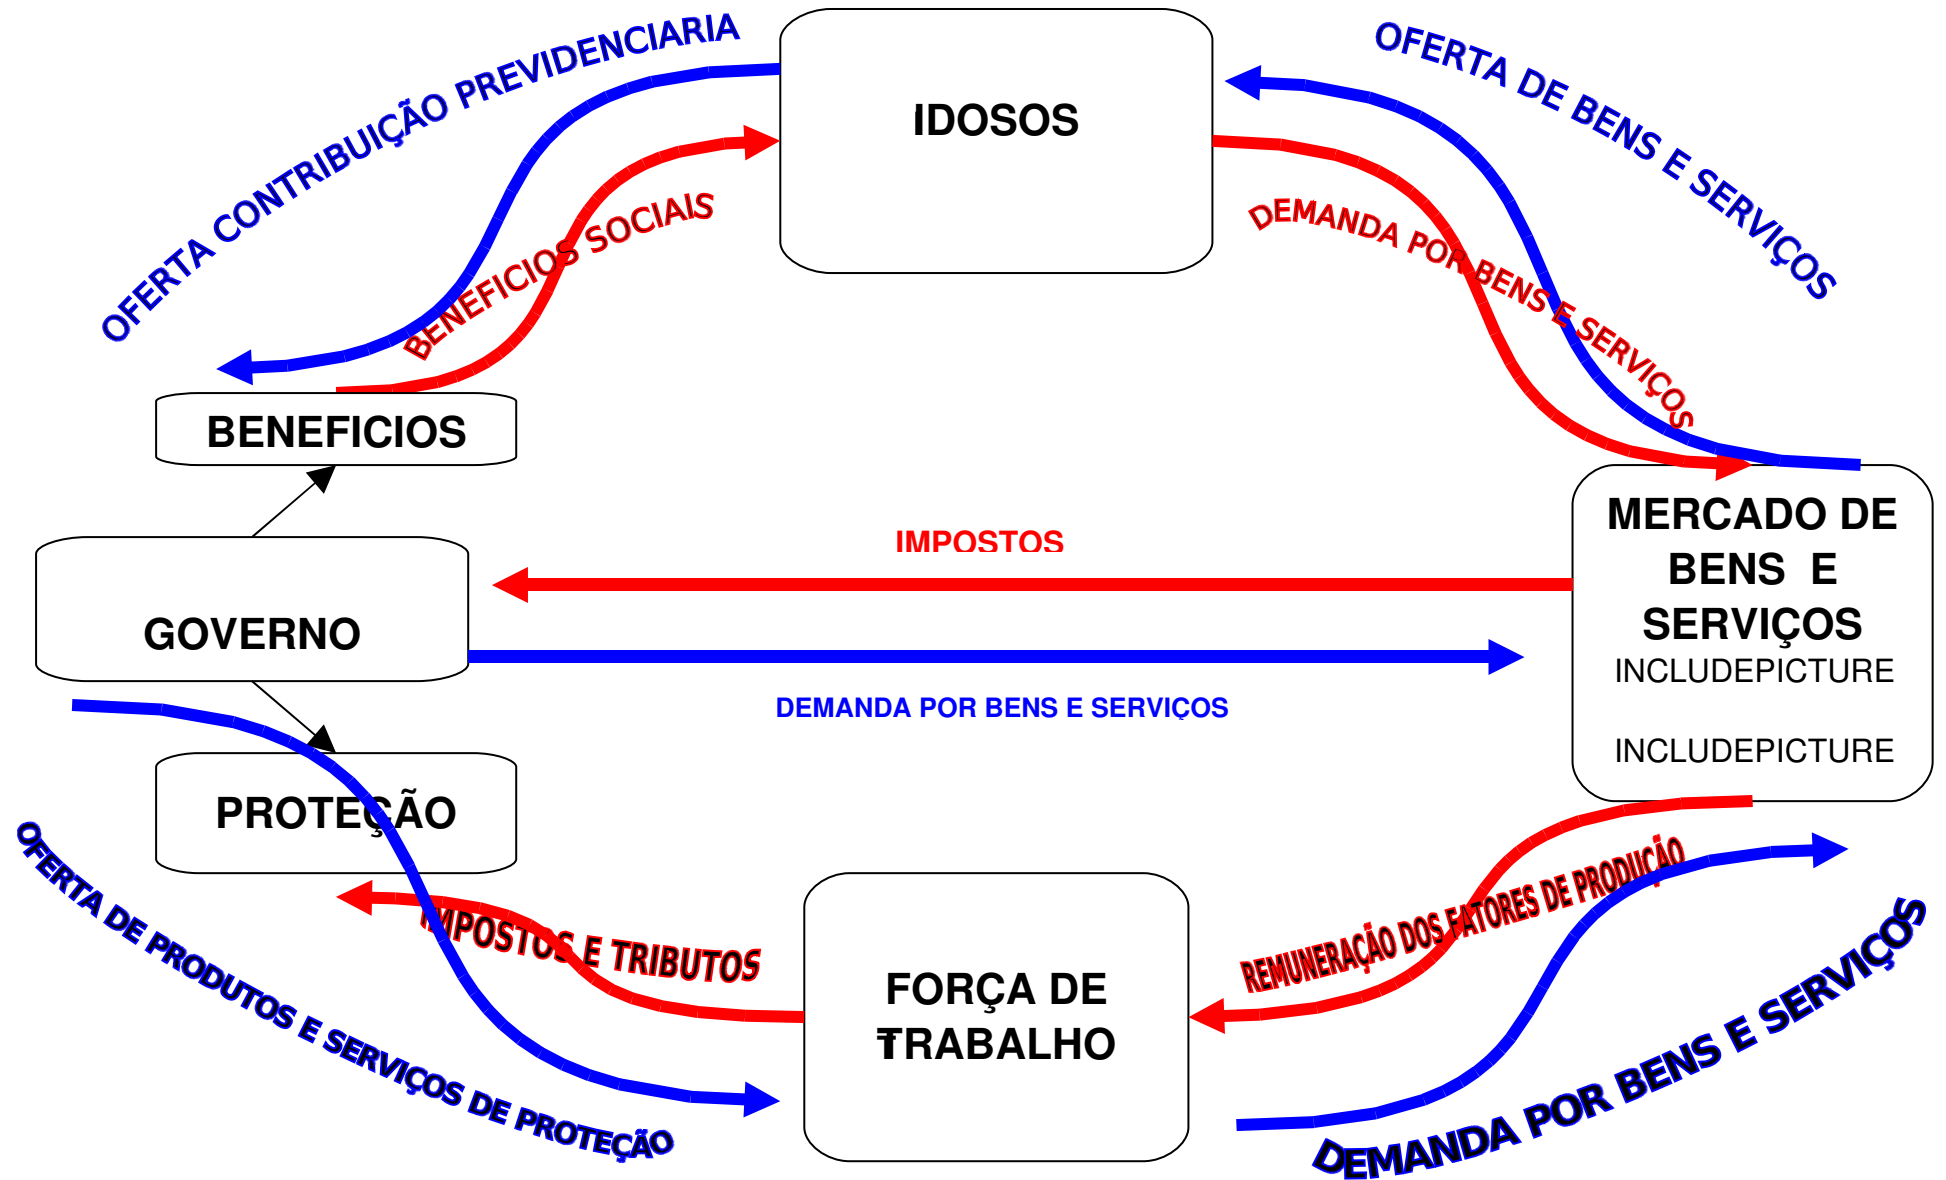 OFERTA CONTRIBUIÇÃO PREVIDENCIARIA
OFERTA DE BENS E SERVIÇOS
IDOSOS
BENEFICIOS SOCIAIS
DEMANDA POR BENS E SERVIÇOS
BENEFICIOS
MERCADO DE
BENS E
SERVIÇOS
INCLUDEPICTURE
INCLUDEPICTURE
IMPOSTOS
GOVERNO
DEMANDA POR BENS E SERVIÇOS
PROTEÇÃO
OFERTA DE PRODUTOS E SERVIÇOS DE PROTEÇÃO
IMPOSTOS E TRIBUTOS
REMUNERAÇÃO DOS FATORES DE PRODUÇÃO
FORÇA DE
TRABALHO
DEMANDA POR BENS E SERVIÇOS